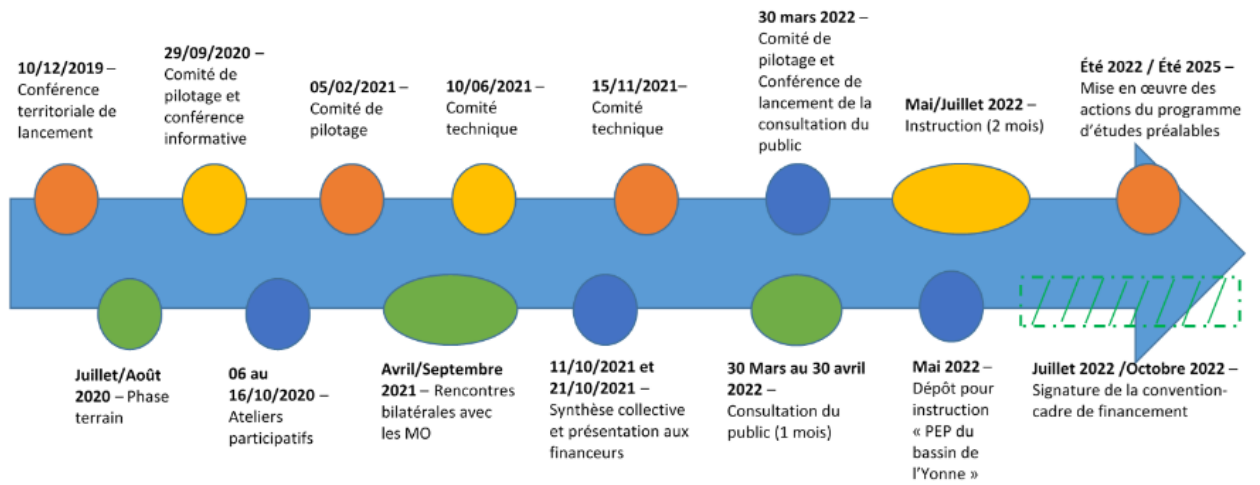 10/12/2019 –
Conférence
territoriale de
lancement
29/09/2020 –
Comité de
pilotage et
conférence
informative
05/02/2021 –
Comité de
pilotage
10/06/2021 –
Comité
technique
15/11/2021–
Comité
technique
30 mars 2022 –
Comité de
pilotage et
Conférence de
lancement de la
consultation du
public
Mai/Juillet 2022 –
Instruction (2 mois)
Été 2022 / Été 2025 –
Mise en œuvre des
actions du programme
d’études préalables
Juillet/Août
2020 – Phase
terrain
06 au
16/10/2020 –
Ateliers
participatifs
Avril/Septembre
2021 – Rencontres
bilatérales avec
les MO
11/10/2021 et
21/10/2021 –
Synthèse collective
et présentation aux
financeurs
30 Mars au 30 avril
2022 –
Consultation du
public (1 mois)
Mai 2022 –
Dépôt pour
instruction
« PEP du
bassin de
l’Yonne »
Juillet 2022 /Octobre 2022 –
Signature de la convention-
cadre de financement